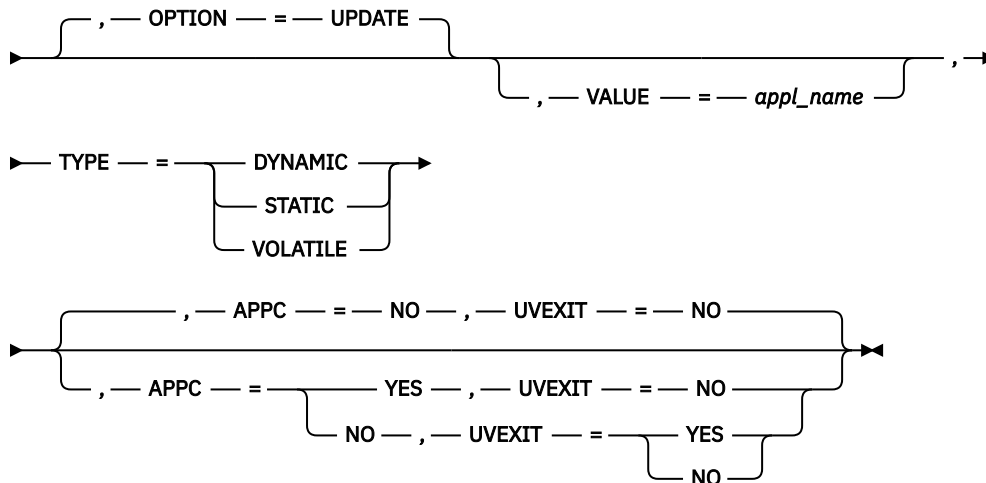 , OPTION = UPDATE
,
, VALUE = appl_name
TYPE = DYNAMIC
STATIC
VOLATILE
, APPC = NO , UVEXIT = NO
, APPC = YES , UVEXIT = NO
NO , UVEXIT = YES
NO